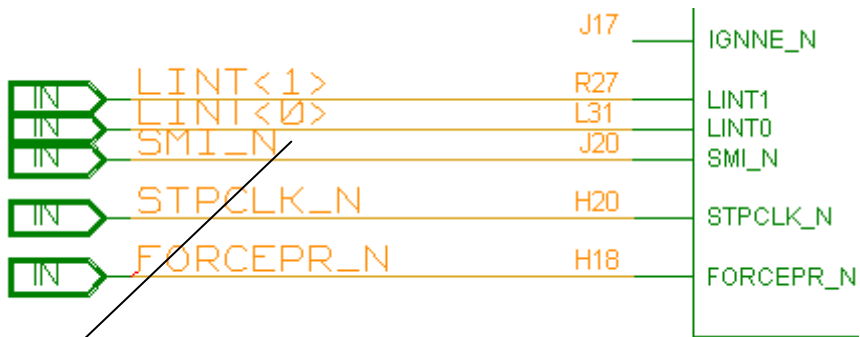 J17 IGNNE_N
IN LINT<1> R27 LINT1
IN LINT<0> L31 LINT0
IN SMI_N J20 SMI_N
IN STPCLK_N H20 STPCLK_N
IN FORCEPR_N H18 FORCEPR_N